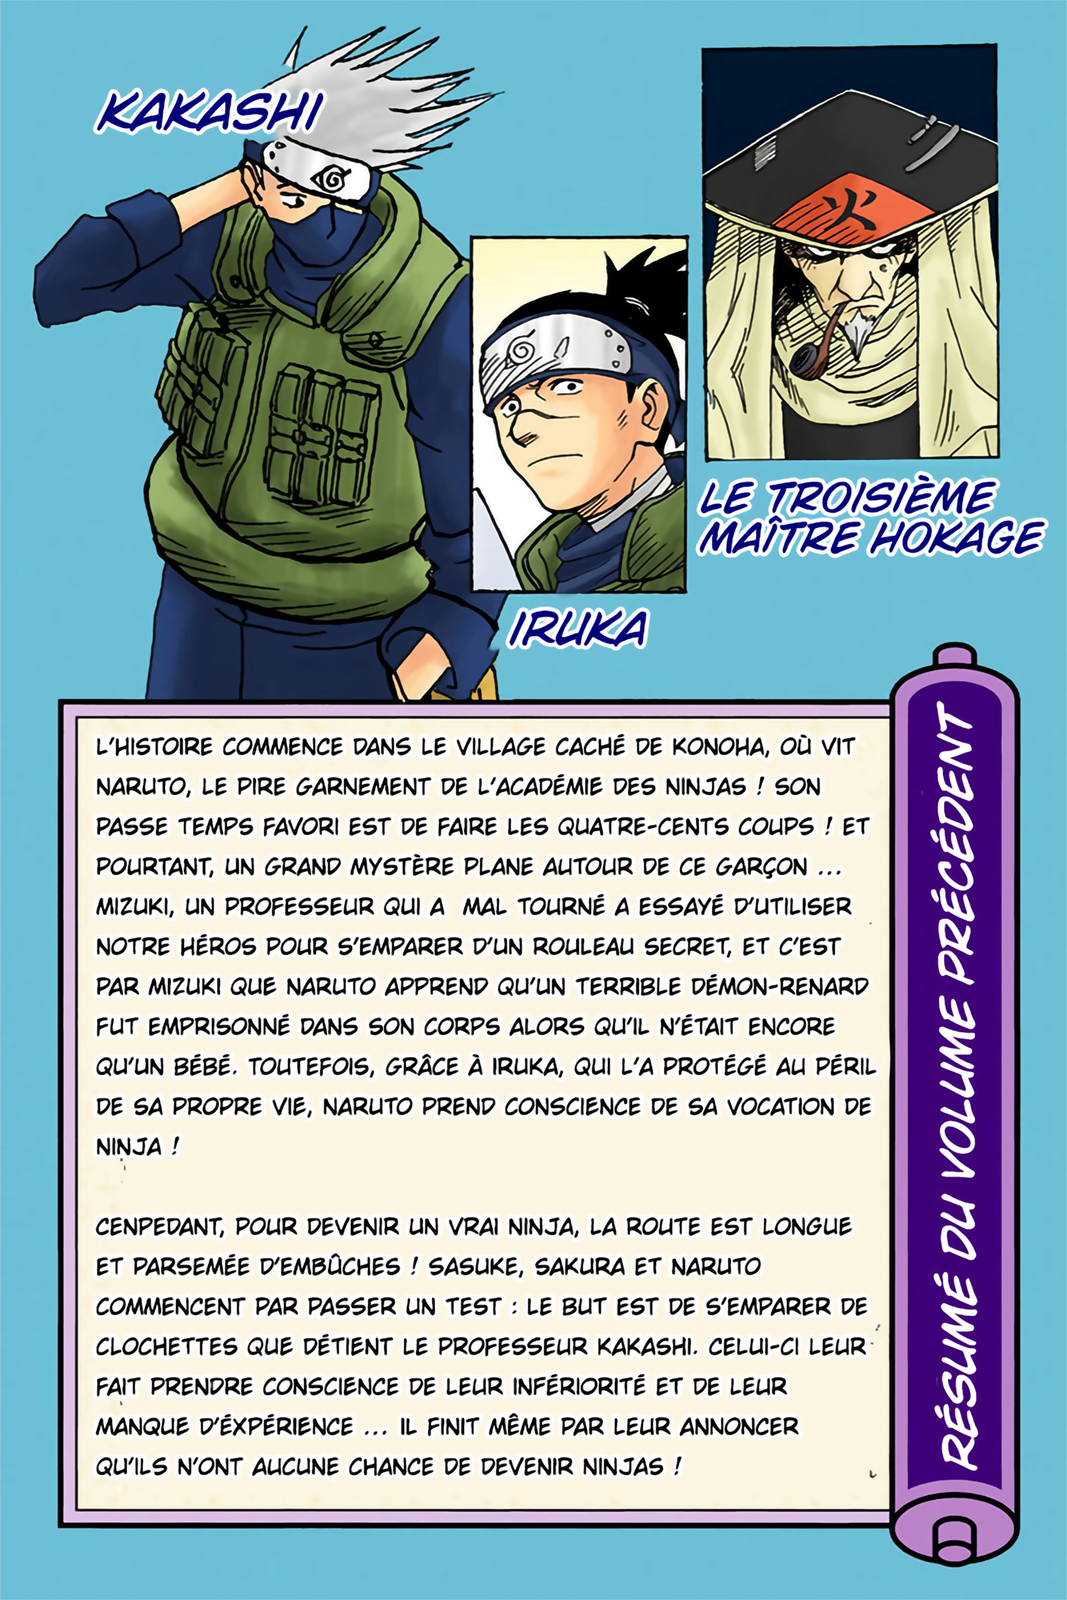 KAKASHI
火
LE TROISIÈME
MAÎTRE HOKAGE
IRUKA
L'HISTOIRE COMMENCE DANS LE VILLAGE CACHÉ DE KONOHA, OÙ VIT
NARUTO, LE PIRE GARNEMENT DE L'ACADÉMIE DES NINJAS ! SON
PASSE TEMPS FAVORI EST DE FAIRE LES QUATRE-CENTS COUPS ! ET
POURTANT, UN GRAND MYSTÈRE PLANE AUTOUR DE CE GARÇON ...
MIZUKI, UN PROFESSEUR QUI A MAL TOURNÉ A ESSAYÉ D'UTILISER
NOTRE HÉROS POUR S'EMPARER D'UN ROULEAU SECRET, ET C'EST
PAR MIZUKI QUE NARUTO APPREND QU'UN TERRIBLE DÉMON-RENARD
FUT EMPRISONNÉ DANS SON CORPS ALORS QU'IL N'ÉTAIT ENCORE
QU'UN BÉBÉ. TOUTEFOIS, GRÂCE À IRUKA, QUI L'A PROTÉGÉ AU PÉRIL
DE SA PROPRE VIE, NARUTO PREND CONSCIENCE DE SA VOCATION DE
NINJA !
CENPEDANT, POUR DEVENIR UN VRAI NINJA, LA ROUTE EST LONGUE
ET PARSEMÉE D'EMBÛCHES ! SASUKE, SAKURA ET NARUTO
COMMENCENT PAR PASSER UN TEST : LE BUT EST DE S'EMPARER DE
CLOCHETTES QUE DÉTIENT LE PROFESSEUR KAKASHI. CELUI-CI LEUR
FAIT PRENDRE CONSCIENCE DE LEUR INFÉRIORITÉ ET DE LEUR
MANQUE D'ÉXPÉRIENCE ... IL FINIT MÊME PAR LEUR ANNONCER
QU'ILS N'ONT AUCUNE CHANCE DE DEVENIR NINJAS !
RÉSUMÉ DU VOLUME PRÉCÉDENT